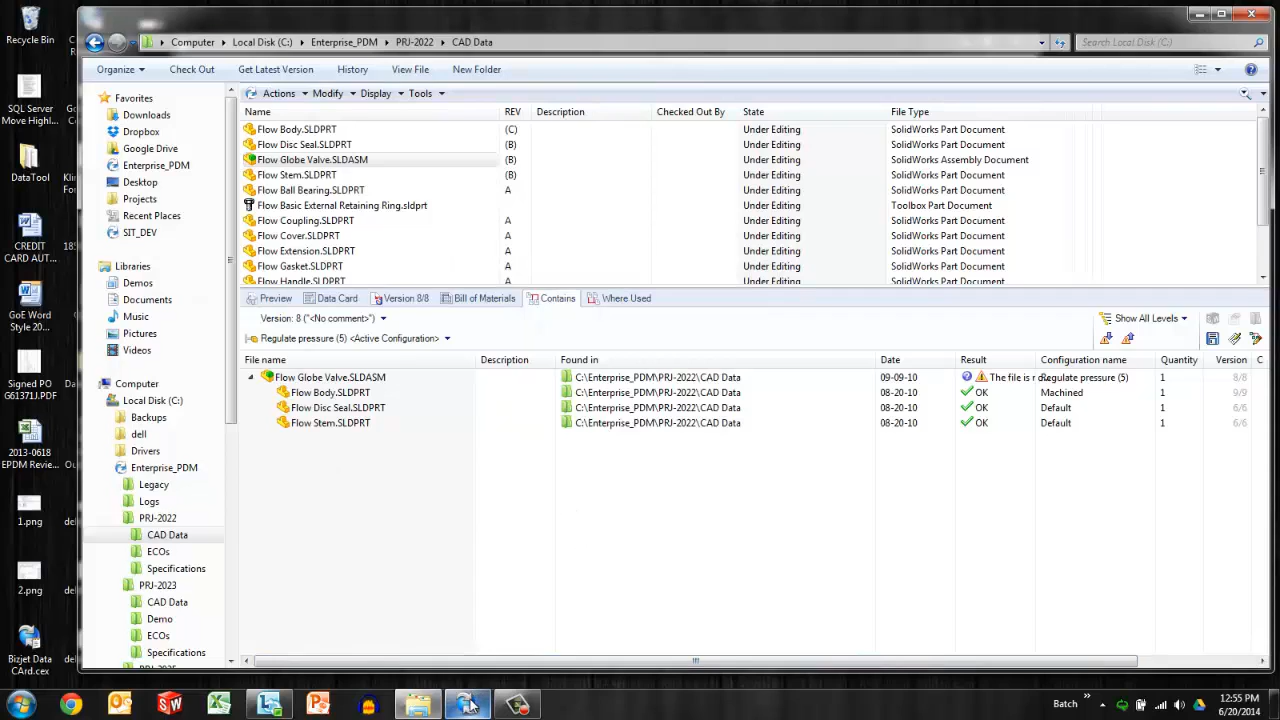 Recycle Bin
SQL Server
Move Highl...
DataTool
CREDIT
CARD AUT...
GoE Word
Style 20...
Signed PO
G61371J.PDF
2013-0618
EPDM Revie...
1.png
2.png
Bizjet Data
CArd.cex
Computer Local Disk (C:) Enterprise_PDM PRJ-2022 CAD Data
Search Local Disk (C:)
Organize Check Out Get Latest Version History View File New Folder
Favorites
Downloads
Dropbox
Google Drive
Enterprise_PDM
Desktop
Projects
Recent Places
SIT_DEV
Libraries
Demos
Documents
Music
Pictures
Videos
Computer
Local Disk (C:)
Backups
dell
Drivers
Enterprise_PDM
Legacy
Logs
PRJ-2022
CAD Data
ECOs
Specifications
PRJ-2023
CAD Data
Demo
ECOs
Specifications
Actions Modify Display Tools
Name REV Description Checked Out By State File Type
Flow Body.SLDPRT (C) Under Editing SolidWorks Part Document
Flow Disc Seal.SLDPRT (B) Under Editing SolidWorks Part Document
Flow Globe Valve.SLDASM (B) Under Editing SolidWorks Assembly Document
Flow Stem.SLDPRT (B) Under Editing SolidWorks Part Document
Flow Ball Bearing.SLDPRT A Under Editing SolidWorks Part Document
Flow Basic External Retaining Ring.sldprt Under Editing Toolbox Part Document
Flow Coupling.SLDPRT A Under Editing SolidWorks Part Document
Flow Cover.SLDPRT A Under Editing SolidWorks Part Document
Flow Extension.SLDPRT A Under Editing SolidWorks Part Document
Flow Gasket.SLDPRT A Under Editing SolidWorks Part Document
Flow Handle.SLDPRT A Under Editing SolidWorks Part Document
Preview Data Card Version 8/8 Bill of Materials Contains Where Used
Version: 8 ("<No comment>") Show All Levels
Regulate pressure (5) <Active Configuration>
File name Description Found in Date Result Configuration name Quantity Version C
Flow Globe Valve.SLDASM C:\Enterprise_PDM\PRJ-2022\CAD Data 09-09-10 The file is Regulate pressure (5) 1 8/8
Flow Body.SLDPRT C:\Enterprise_PDM\PRJ-2022\CAD Data 08-20-10 OK Machined 1 9/9
Flow Disc Seal.SLDPRT C:\Enterprise_PDM\PRJ-2022\CAD Data 08-20-10 OK Default 1 6/6
Flow Stem.SLDPRT C:\Enterprise_PDM\PRJ-2022\CAD Data 08-20-10 OK Default 1 6/6
Batch
12:55 PM
6/20/2014